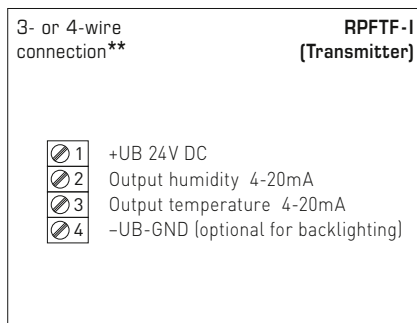 3- or 4-wire RPFTF-I
connection** (Transmitter)
1 +UB 24V DC
2 Output humidity 4-20mA
3 Output temperature 4-20mA
4 –UB-GND (optional for backlighting)